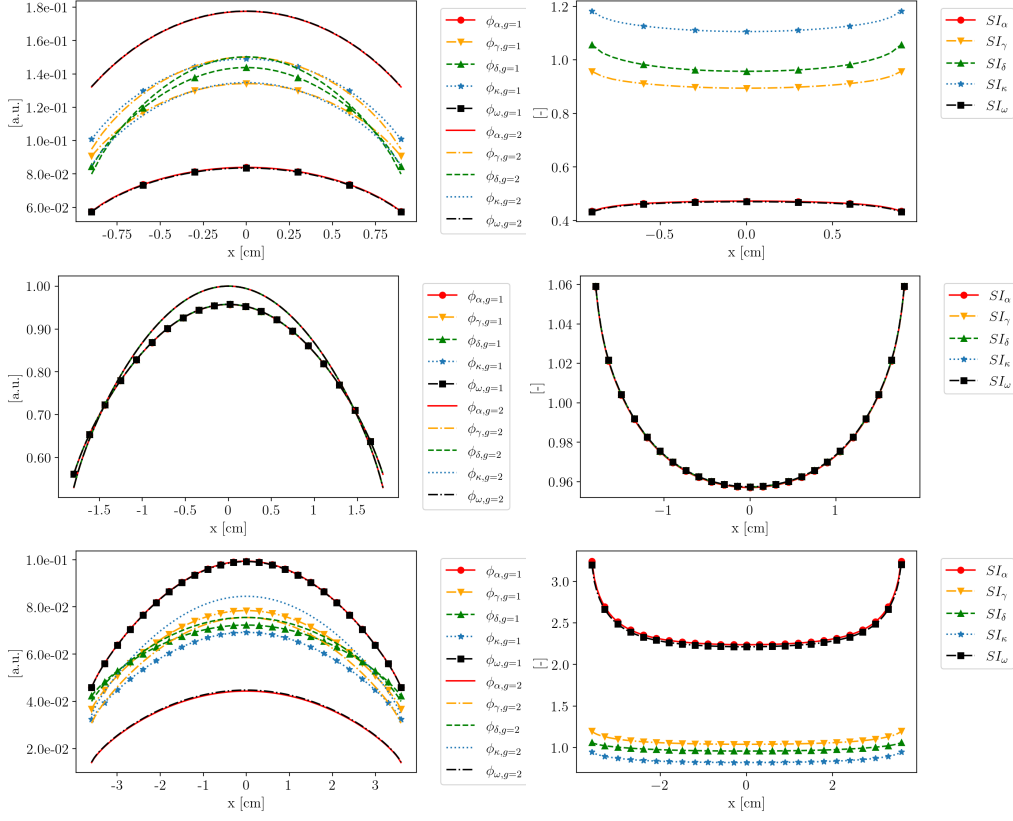 1.8e-01
1.6e-01
1.4e-01
1.2e-01
1.0e-01
8.0e-02
6.0e-02
[a.u.]
-0.75
-0.5
-0.25
0
0.25
0.50
0.75
x [cm]
ϕα,g=1
ϕγ,g=1
ϕδ,g=1
ϕκ,g=1
ϕω,g=1
ϕα,g=2
ϕγ,g=2
ϕδ,g=2
ϕκ,g=2
ϕω,g=2
1.2
1.0
0.8
0.6
0.4
[-]
−0.5
0.0
0.5
x [cm]
SIα
SIγ
SIδ
SIκ
SIω
1.00
0.90
0.80
0.70
0.60
[a.u.]
-1.5
-1
-0.5
0
0.5
1
1.5
x [cm]
ϕα,g=1
ϕγ,g=1
ϕδ,g=1
ϕκ,g=1
ϕω,g=1
ϕα,g=2
ϕγ,g=2
ϕδ,g=2
ϕκ,g=2
ϕω,g=2
1.06
1.04
1.02
1.00
0.98
0.96
[-]
−1
0
1
x [cm]
SIα
SIγ
SIδ
SIκ
SIω
1.0e-01
8.0e-02
6.0e-02
4.0e-02
2.0e-02
[a.u.]
-3
-2
-1
0
1
2
3
x [cm]
ϕα,g=1
ϕγ,g=1
ϕδ,g=1
ϕκ,g=1
ϕω,g=1
ϕα,g=2
ϕγ,g=2
ϕδ,g=2
ϕκ,g=2
ϕω,g=2
3.0
2.5
2.0
1.5
1.0
[-]
−2
0
2
x [cm]
SIα
SIγ
SIδ
SIκ
SIω